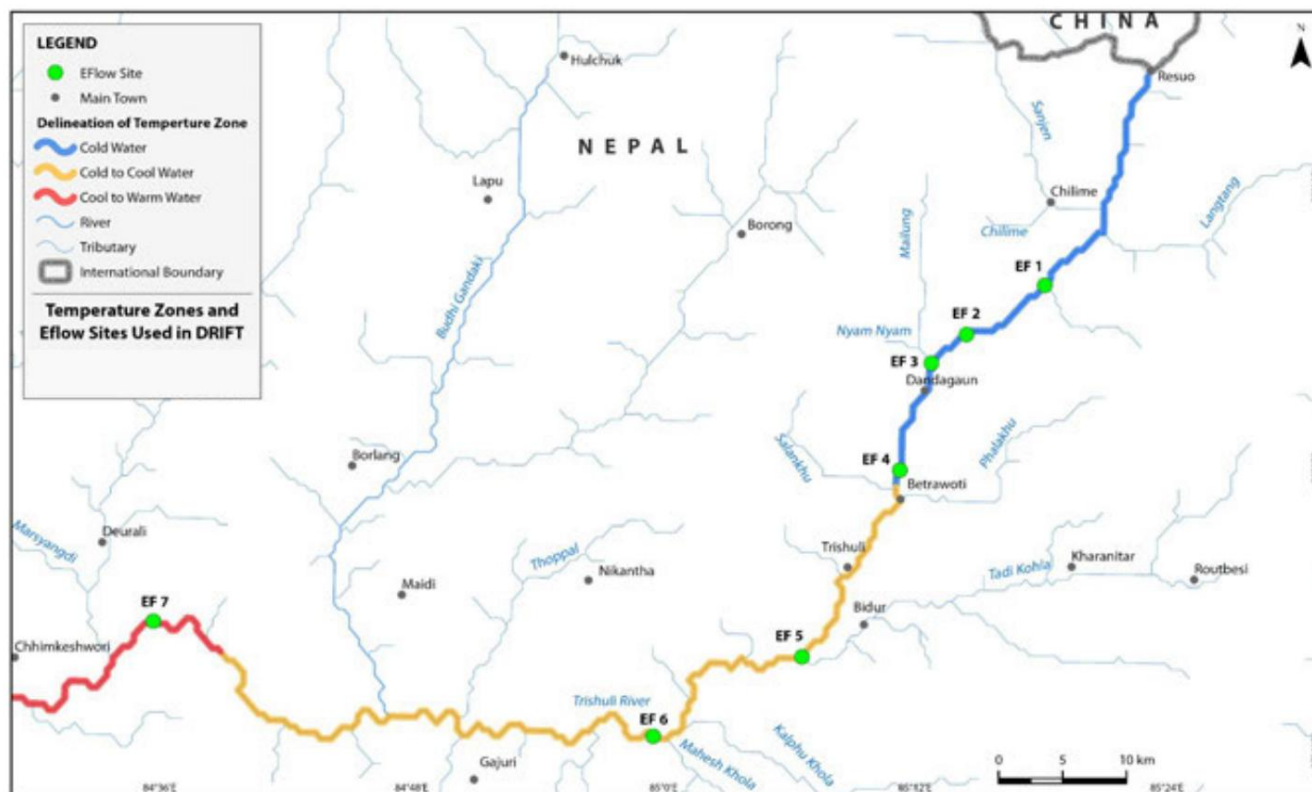 LEGEND
EFlow Site
Main Town
Delineation of Temperture Zone
Cold Water
Cold to Cool Water
Cool to Warm Water
River
Tributary
International Boundary
Temperature Zones and
Eflow Sites Used in DRIFT
CHINA
N
Resuo
Hulchuk
NEPAL
Sanjen
Lapu
Chilime
Langtang
Borong
Mailung
Chilime
Budhi Gandaki
EF 1
EF 2
Nyam Nyam
EF 3
Dandagaun
Salankhu
Phalakhu
Borlang
EF 4
Betrawoti
Marsyangdi
Deurali
Thoppal
Nikantha
Trishuli
Tadi Kohla
Kharanitar
Routbesi
Maidi
EF 7
Bidur
Chhimkeshwori
EF 5
Trishuli River
EF 6
Mahesh Khola
Kalphu Khola
Gajuri
0 5 10 km
84°36'E 84°48'E 85°0'E 85°12'E 85°24'E